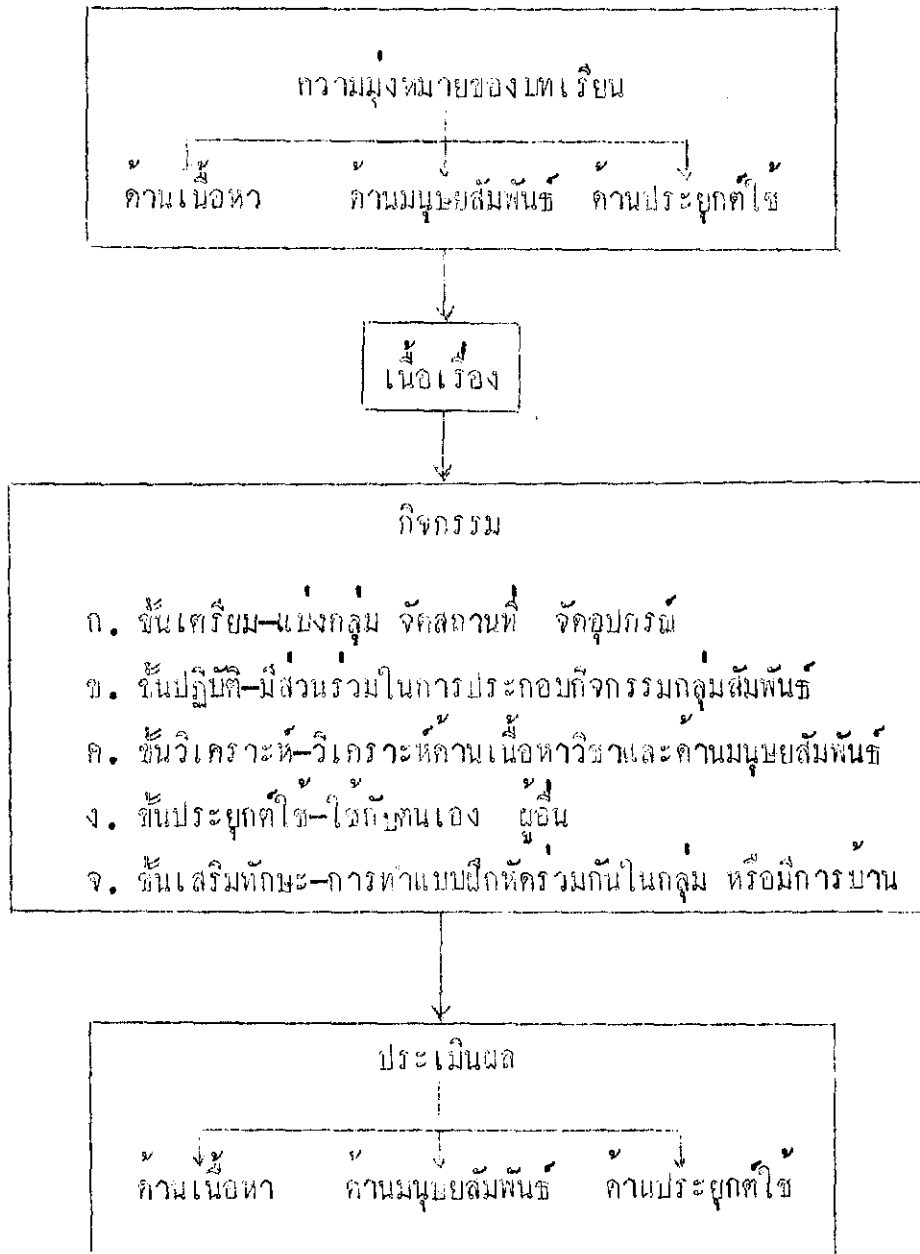 ความมุ่งหมายของบทเรียน
ด้านเนื้อหา ด้านมนุษยสัมพันธ์ ด้านประยุกต์ใช้
เนื้อเรื่อง
กิจกรรม
ก. ขั้นเตรียม–แบ่งกลุ่ม จัดสถานที่ จัดอุปกรณ์
ข. ขั้นปฏิบัติ–มีส่วนร่วมในการประกอบกิจกรรมกลุ่มสัมพันธ์
ค. ขั้นวิเคราะห์–วิเคราะห์ด้านเนื้อหาวิชาและด้านมนุษยสัมพันธ์
ง. ขั้นประยุกต์ใช้–ใช้กับตนเอง ผู้อื่น
จ. ขั้นเสริมทักษะ–การทำแบบฝึกหัดร่วมกันในกลุ่ม หรือมีการบ้าน
ประเมินผล
ด้านเนื้อหา ด้านมนุษยสัมพันธ์ ด้านประยุกต์ใช้